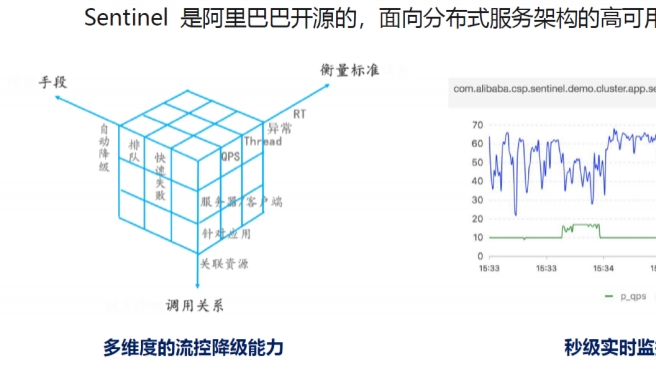 Sentinel 是阿里巴巴开源的，面向分布式服务架构的高可用
衡量标准
手段
RT
异常
Thread
QPS
自动降级
排队
快速失败
服务器/客户端
针对应用
关联资源
调用关系
多维度的流控降级能力
com.alibaba.csp.sentinel.demo.cluster.app.se
70
60
50
40
30
20
10
0
15:33
15:33
15:34
p_qps
秒级实时监